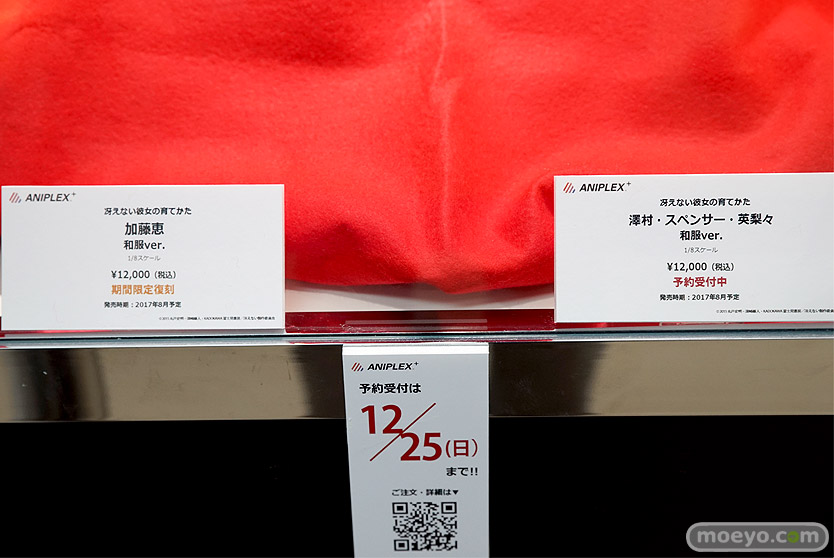 ANIPLEX+
冴えない彼女の育てかた
加藤恵
和服ver.
1/8スケール
¥12,000（税込）
期間限定復刻
発売時期：2017年8月予定
ANIPLEX+
冴えない彼女の育てかた
澤村・スペンサー・英梨々
和服ver.
1/8スケール
¥12,000（税込）
予約受付中
発売時期：2017年8月予定
ANIPLEX+
予約受付は
12/25(日)
まで!!
ご注文・詳細は▼
moeyo.com